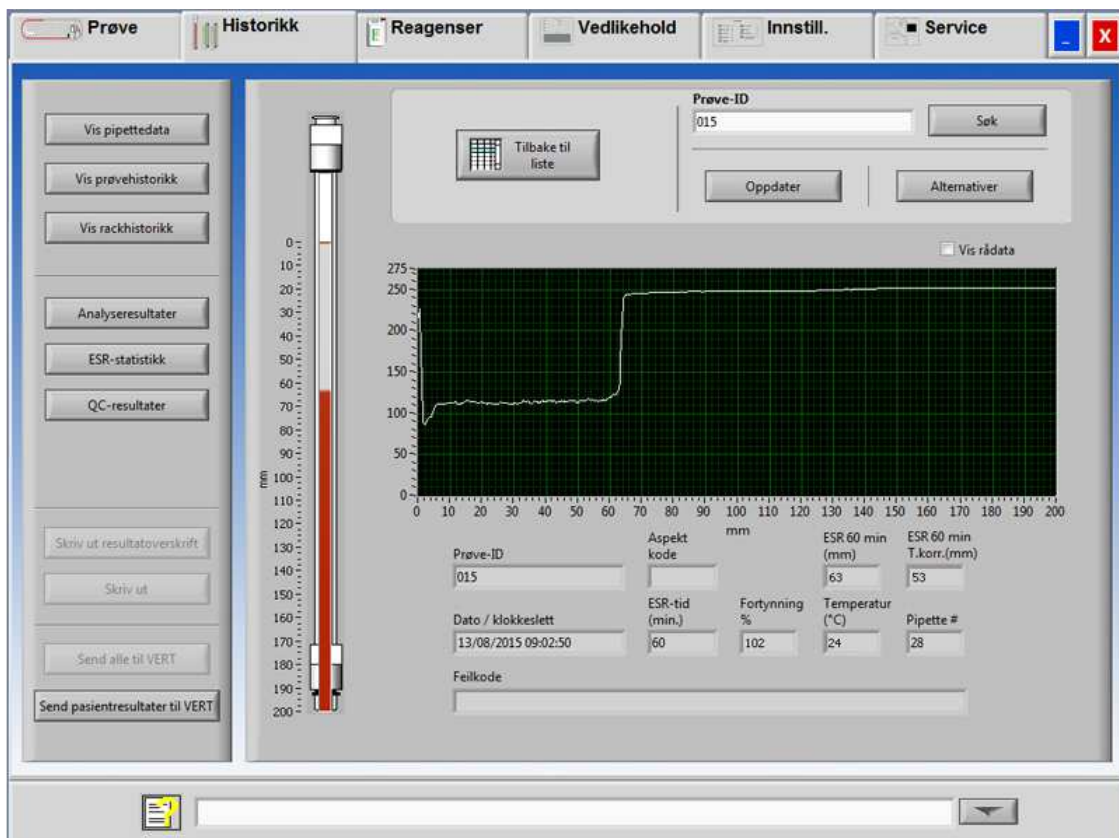 Prøve
Historikk
Reagenser
Vedlikehold
Innstill.
Service
_
X
Vis pipettedata
Vis prøvehistorikk
Vis rackhistorikk
Analyseresultater
ESR-statistikk
QC-resultater
Skriv ut resultatoverskrift
Skriv ut
Send alle til VERT
Send pasientresultater til VERT
mm
0
10
20
30
40
50
60
70
80
90
100
110
120
130
140
150
160
170
180
190
200
Tilbake til
liste
Prøve-ID
015
Søk
Oppdater
Alternativer
Vis rådata
275
250
200
150
100
50
0
0 10 20 30 40 50 60 70 80 90 100 110 120 130 140 150 160 170 180 190 200
mm
Prøve-ID
015
Aspekt
kode
ESR 60 min
(mm)
63
ESR 60 min
T.korr.(mm)
53
Dato / klokkeslett
13/08/2015 09:02:50
ESR-tid
(min.)
60
Fortynning
%
102
Temperatur
(°C)
24
Pipette #
28
Feilkode